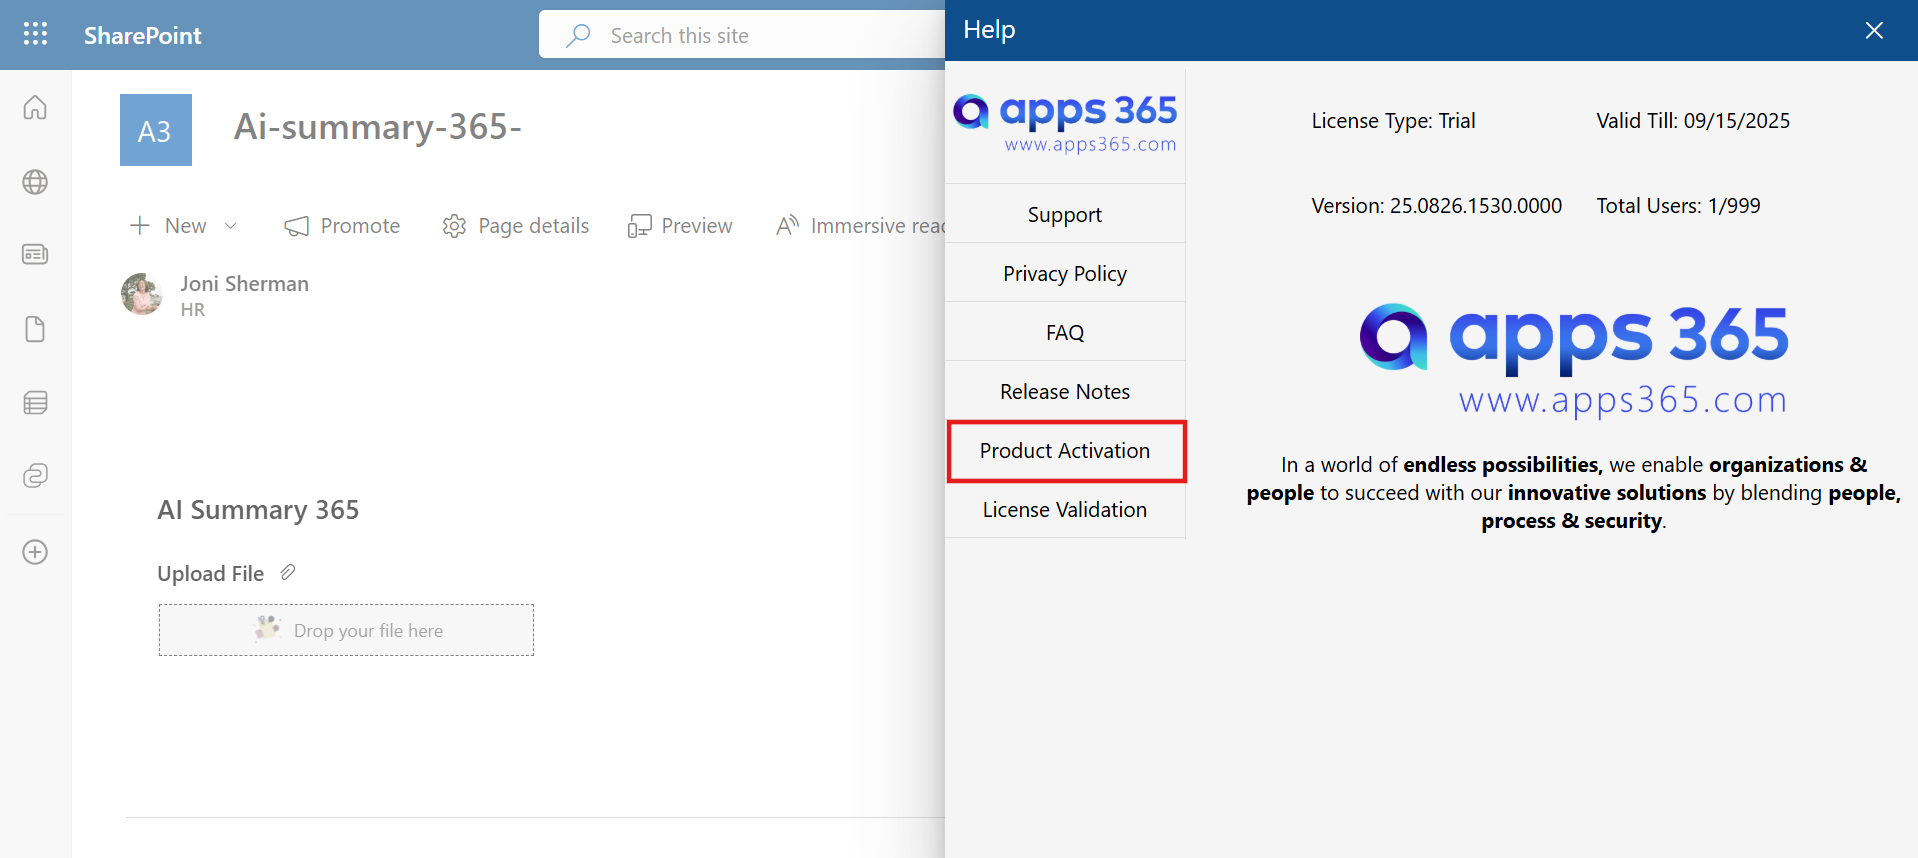 SharePoint
Search this site
A3
Ai-summary-365-
New
Promote
Page details
Preview
Immersive reac
Joni Sherman
HR
AI Summary 365
Upload File
Drop your file here
Help
apps 365
www.apps365.com
Support
Privacy Policy
FAQ
Release Notes
Product Activation
License Validation
License Type: Trial
Valid Till: 09/15/2025
Version: 25.0826.1530.0000
Total Users: 1/999
apps 365
www.apps365.com
In a world of endless possibilities, we enable organizations &
people to succeed with our innovative solutions by blending people,
process & security.